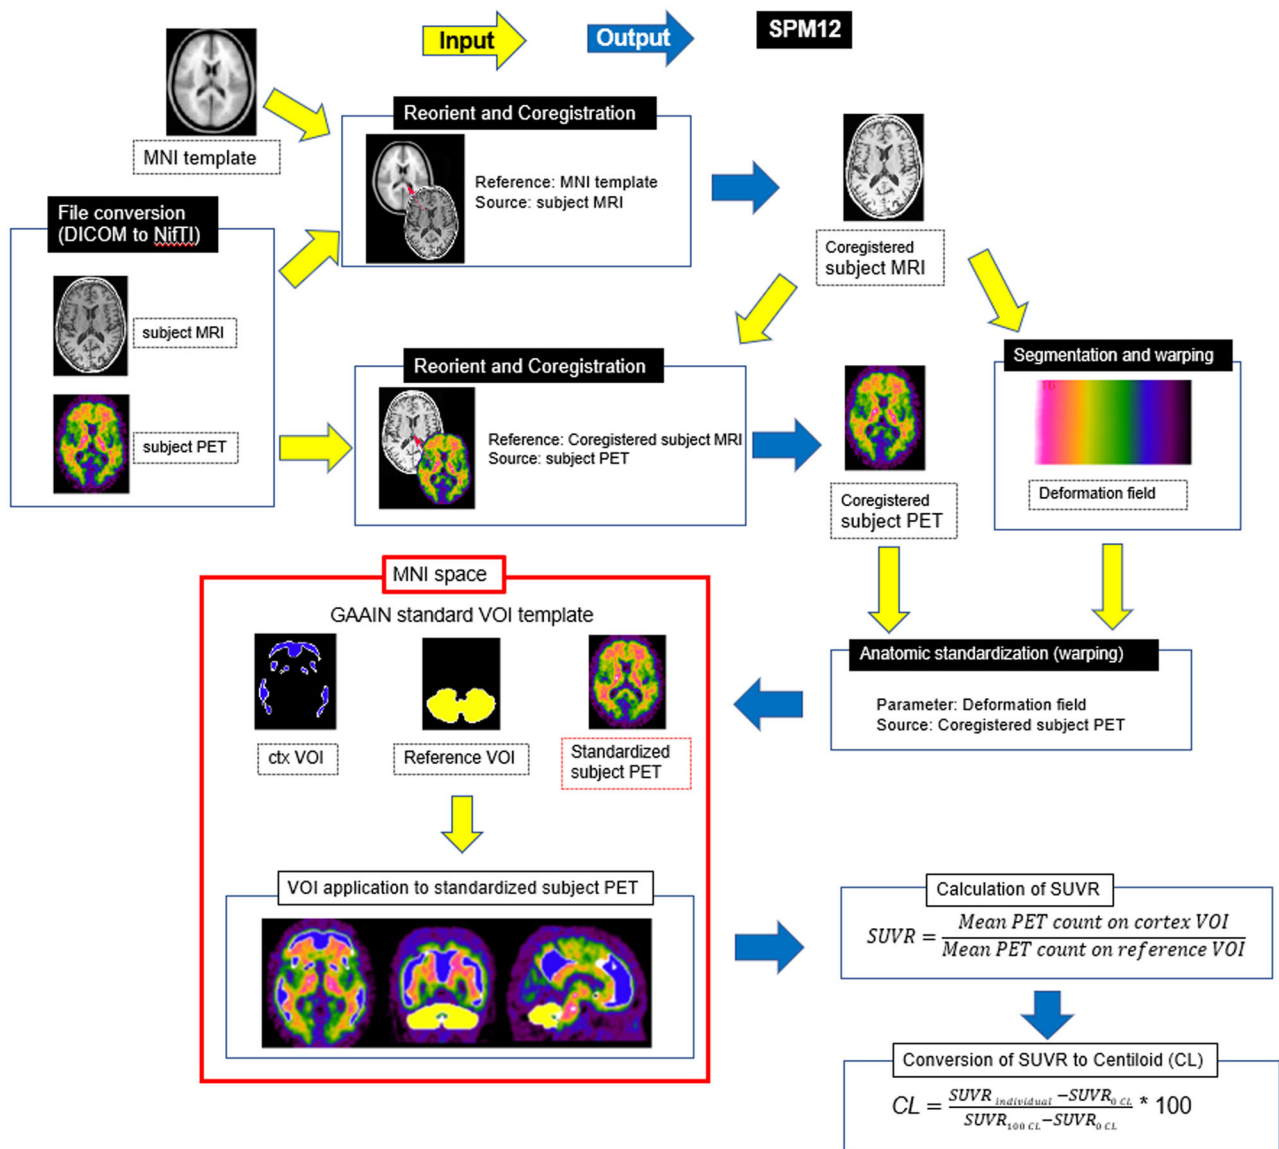 Input
Output
SPM12
MNI template
Reorient and Coregistration
Reference: MNI template
Source: subject MRI
Coregistered
subject MRI
File conversion
(DICOM to NifTI)
subject MRI
subject PET
Reorient and Coregistration
Reference: Coregistered subject MRI
Source: subject PET
Coregistered
subject PET
Segmentation and warping
Deformation field
Anatomic standardization (warping)
Parameter: Deformation field
Source: Coregistered subject PET
MNI space
GAAIN standard VOI template
ctx VOI
Reference VOI
Standardized
subject PET
VOI application to standardized subject PET
Calculation of SUVR
SUVR = Mean PET count on cortex VOI / Mean PET count on reference VOI
Conversion of SUVR to Centiloid (CL)
CL = SUVR individual − SUVR 0 CL / SUVR 100 CL − SUVR 0 CL * 100